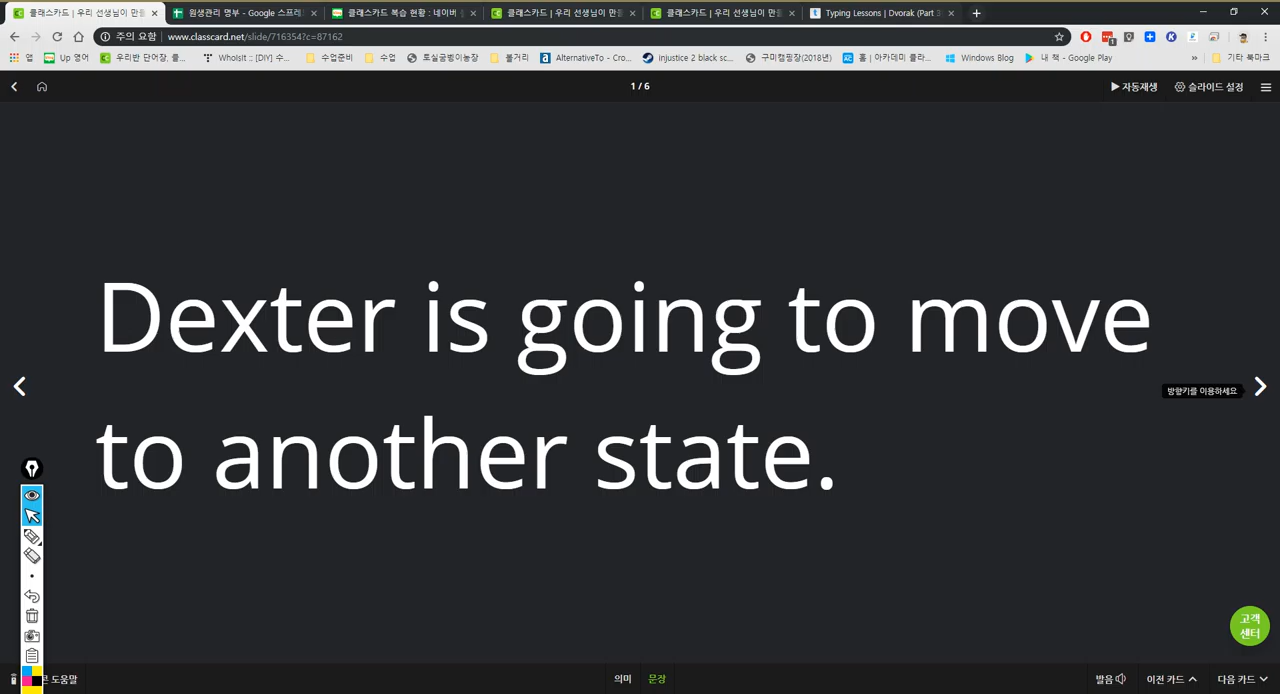 클래스카드 | 우리 선생님이 만들
원생관리 명부 - Google 스프레
클래스카드 복습 현황 : 네이버
클래스카드 | 우리 선생님이 만들
클래스카드 | 우리 선생님이 만들
Typing Lessons | Dvorak (Part 3
주의 요함
www.classcard.net/slide/716354?c=87162
1
앱
Up 영어
우리반 단어장, 클...
WhoIst :: [DIY] 수...
수업준비
수업
토실굼벵이농장
볼거리
AlternativeTo - Cro...
injustice 2 black sc...
구미캠핑장(2018년)
홈 | 아카데미 클라...
Windows Blog
내 책 - Google Play
»
기타 북마크
1 / 6
자동재생
슬라이드 설정
Dexter is going to move
to another state.
방향키를 이용하세요
고객
센터
도움말
의미
문장
발음
이전 카드
다음 카드